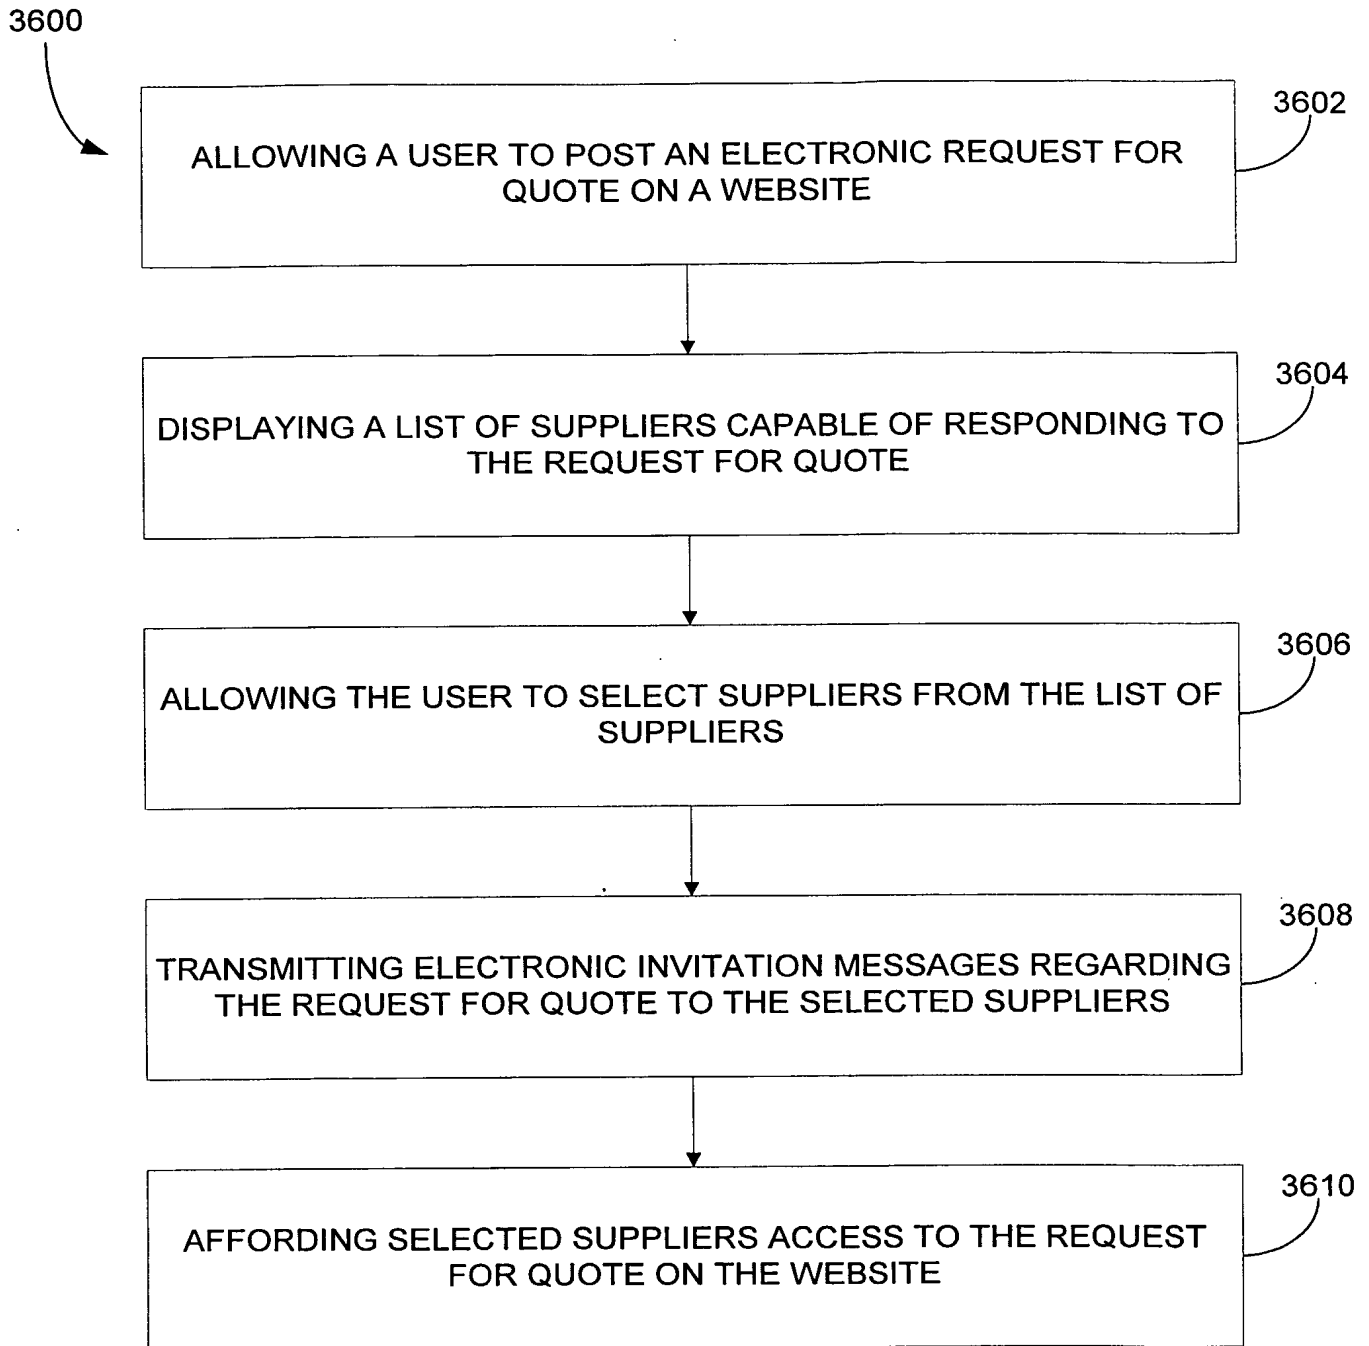 3600
3602
ALLOWING A USER TO POST AN ELECTRONIC REQUEST FOR
QUOTE ON A WEBSITE
3604
DISPLAYING A LIST OF SUPPLIERS CAPABLE OF RESPONDING TO
THE REQUEST FOR QUOTE
3606
ALLOWING THE USER TO SELECT SUPPLIERS FROM THE LIST OF
SUPPLIERS
3608
TRANSMITTING ELECTRONIC INVITATION MESSAGES REGARDING
THE REQUEST FOR QUOTE TO THE SELECTED SUPPLIERS
3610
AFFORDING SELECTED SUPPLIERS ACCESS TO THE REQUEST
FOR QUOTE ON THE WEBSITE